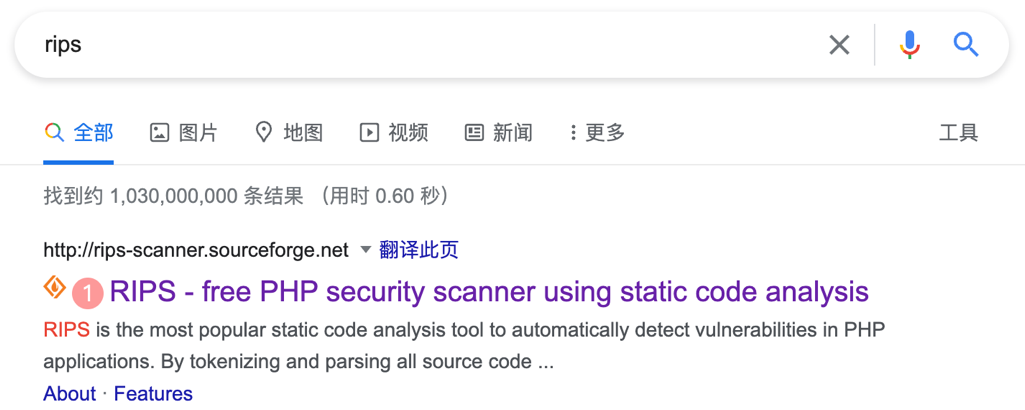 rips
全部 图片 地图 视频 新闻 更多 工具
找到约 1,030,000,000 条结果 （用时 0.60 秒）
http://rips-scanner.sourceforge.net 翻译此页
1 RIPS - free PHP security scanner using static code analysis
RIPS is the most popular static code analysis tool to automatically detect vulnerabilities in PHP
applications. By tokenizing and parsing all source code ...
About · Features